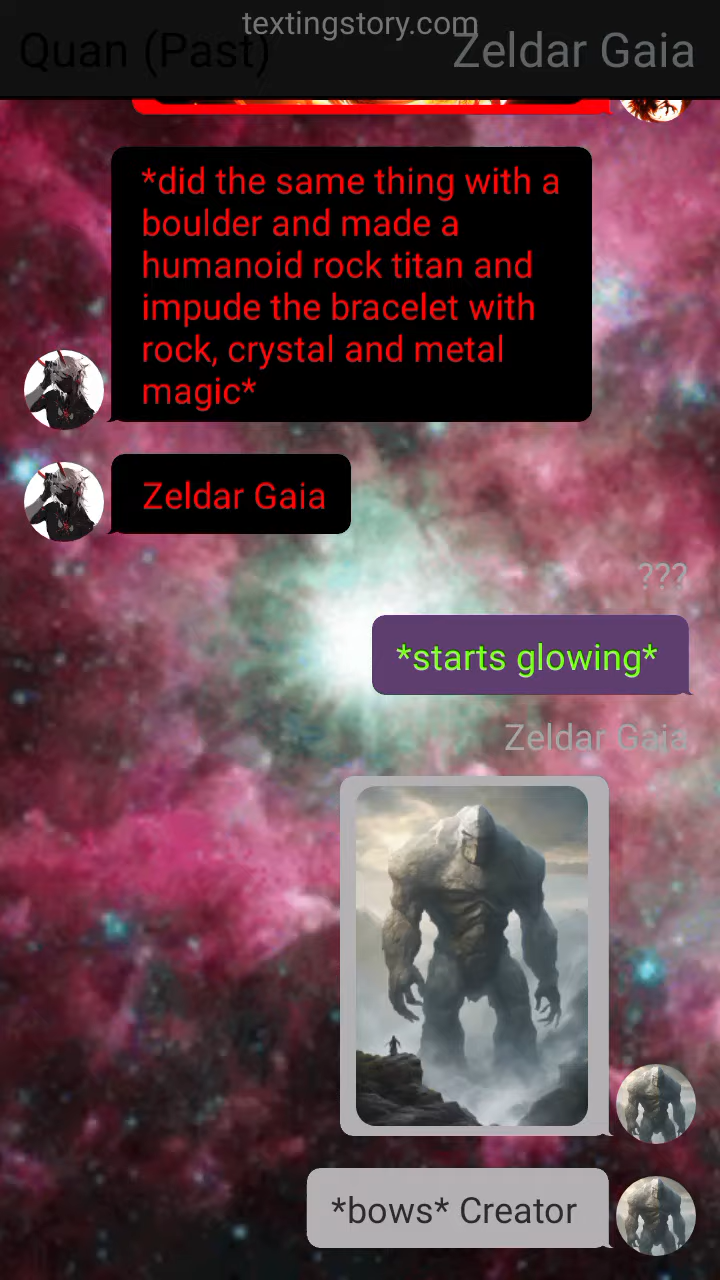 textingstory.com
Quan (Past)
Zeldar Gaia
*did the same thing with a
boulder and made a
humanoid rock titan and
impude the bracelet with
rock, crystal and metal
magic*
Zeldar Gaia
???
*starts glowing*
Zeldar Gaia
*bows* Creator